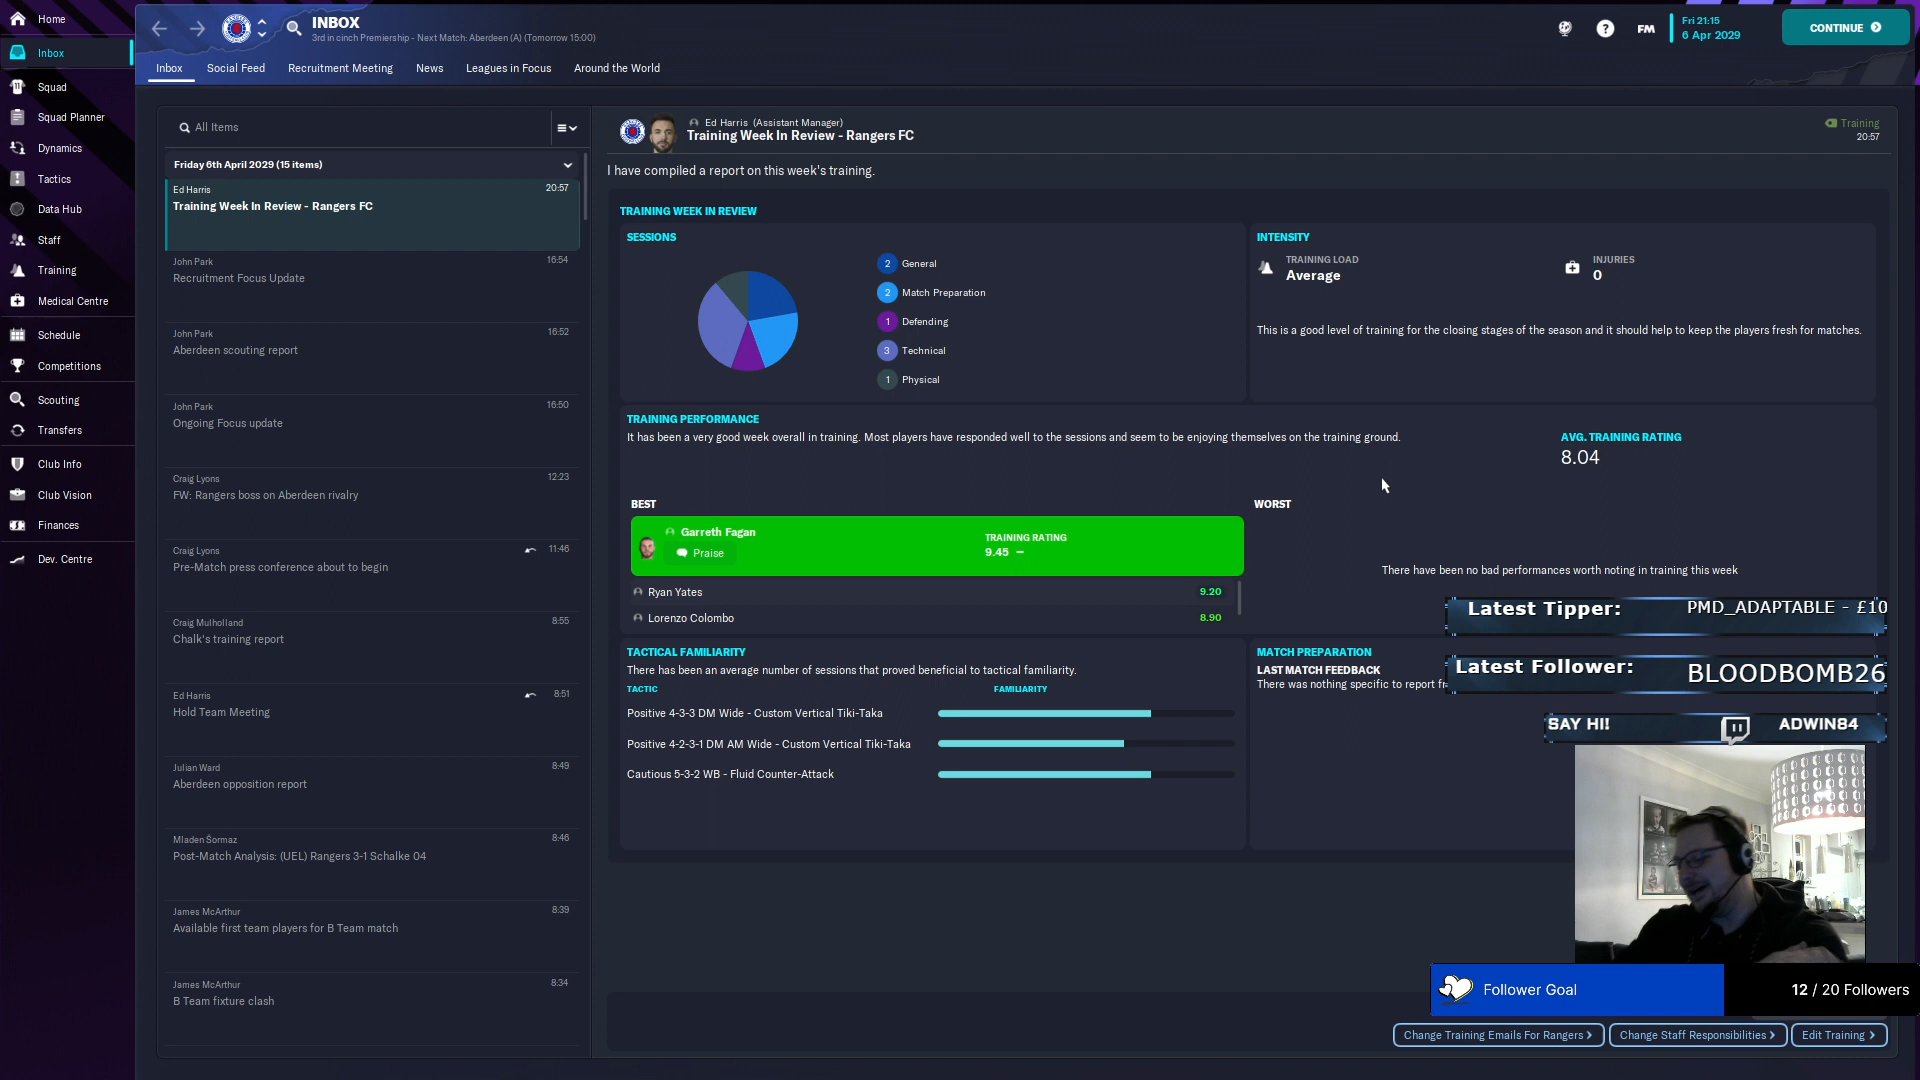 Home
Inbox
Squad
Squad Planner
Dynamics
Tactics
Data Hub
Staff
Training
Medical Centre
Schedule
Competitions
Scouting
Transfers
Club Info
Club Vision
Finances
Dev. Centre
INBOX
3rd in cinch Premiership - Next Match: Aberdeen (A) (Tomorrow 15:00)
FM
Fri 21:15
6 Apr 2029
CONTINUE
Inbox Social Feed Recruitment Meeting News Leagues in Focus Around the World
All Items
Friday 6th April 2029 (15 items)
Ed Harris 20:57
Training Week In Review - Rangers FC
John Park 16:54
Recruitment Focus Update
John Park 16:52
Aberdeen scouting report
John Park 16:50
Ongoing Focus update
Craig Lyons 12:23
FW: Rangers boss on Aberdeen rivalry
Craig Lyons 11:46
Pre-Match press conference about to begin
Craig Mulholland 8:55
Chalk's training report
Ed Harris 8:51
Hold Team Meeting
Julian Ward 8:49
Aberdeen opposition report
Mladen Šormaz 8:46
Post-Match Analysis: (UEL) Rangers 3-1 Schalke 04
James McArthur 8:39
Available first team players for B Team match
James McArthur 8:34
B Team fixture clash
Ed Harris (Assistant Manager)
Training Week In Review - Rangers FC
Training
20:57
I have compiled a report on this week's training.
TRAINING WEEK IN REVIEW
SESSIONS
2 General
2 Match Preparation
1 Defending
3 Technical
1 Physical
INTENSITY
TRAINING LOAD
Average
INJURIES
0
This is a good level of training for the closing stages of the season and it should help to keep the players fresh for matches.
TRAINING PERFORMANCE
It has been a very good week overall in training. Most players have responded well to the sessions and seem to be enjoying themselves on the training ground.
AVG. TRAINING RATING
8.04
BEST
Garreth Fagan
Praise
TRAINING RATING
9.45 –
Ryan Yates 9.20
Lorenzo Colombo 8.90
WORST
There have been no bad performances worth noting in training this week
TACTICAL FAMILIARITY
There has been an average number of sessions that proved beneficial to tactical familiarity.
TACTIC FAMILIARITY
Positive 4-3-3 DM Wide - Custom Vertical Tiki-Taka
Positive 4-2-3-1 DM AM Wide - Custom Vertical Tiki-Taka
Cautious 5-3-2 WB - Fluid Counter-Attack
MATCH PREPARATION
LAST MATCH FEEDBACK
There was nothing specific to report
Latest Tipper: PMD_ADAPTABLE - £10
Latest Follower: BLOODBOMB26
SAY HI! ADWIN84
Follower Goal 12 / 20 Followers
Change Training Emails For Rangers
Change Staff Responsibilities
Edit Training